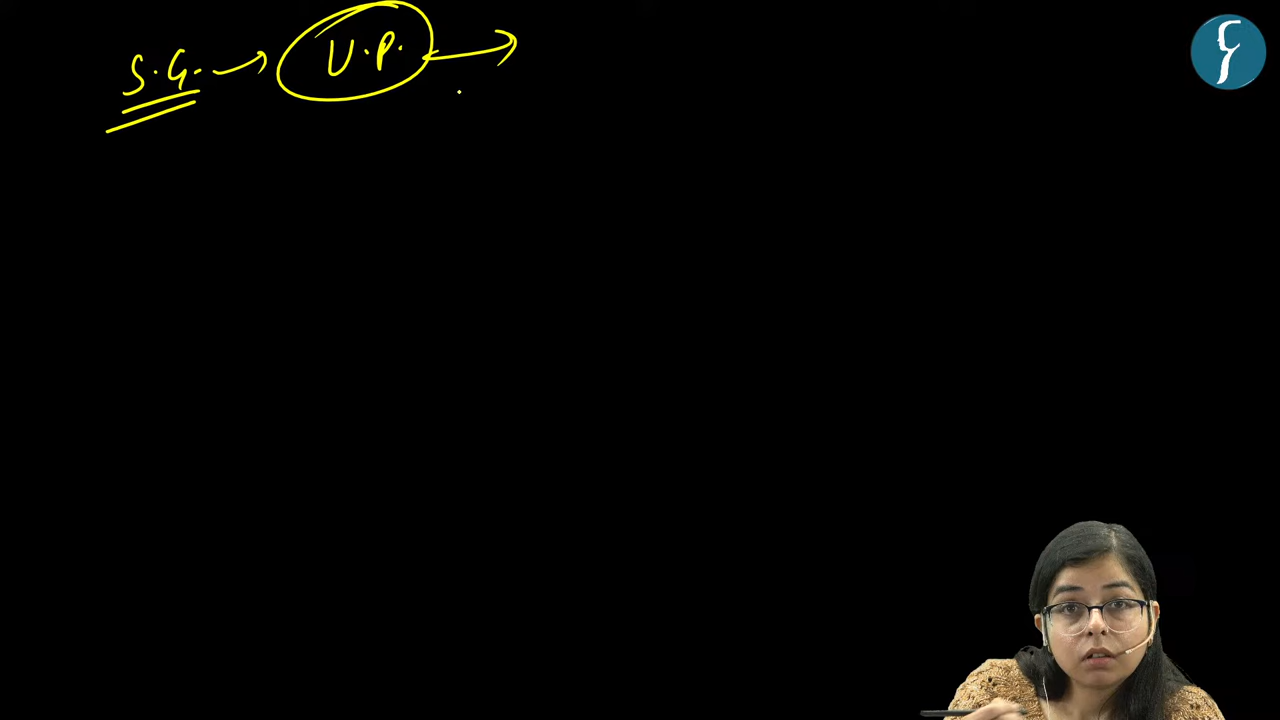 S.G. → U.P. →